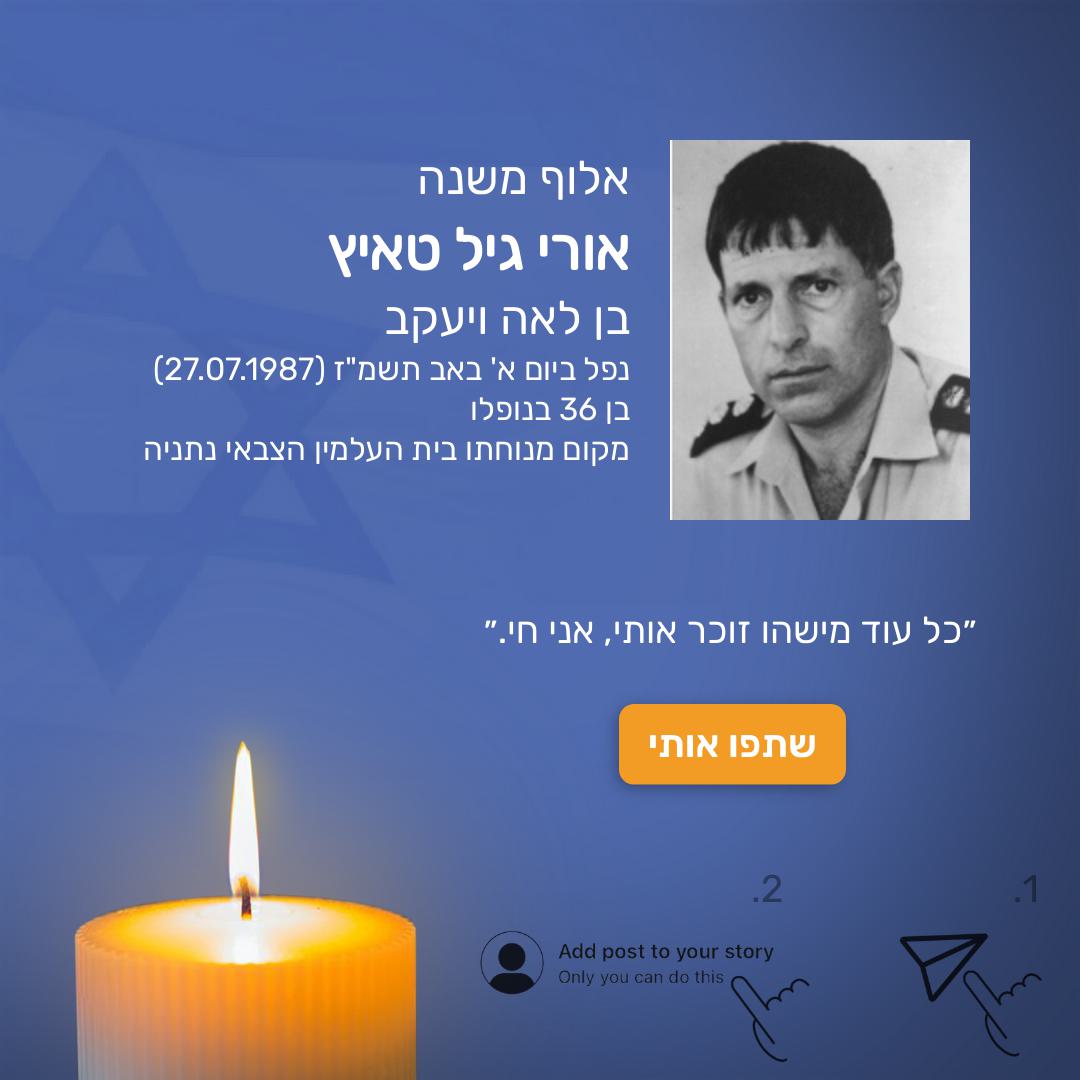 אלוף משנה
אורי גיל טאיץ
בן לאה ויעקב
נפל ביום א' באב תשמ"ז (27.07.1987)
בן 36 בנופלו
מקום מנוחתו בית העלמין הצבאי נתניה
״כל עוד מישהו זוכר אותי, אני חי.״
שתפו אותי
1.
2.
Add post to your story
Only you can do this